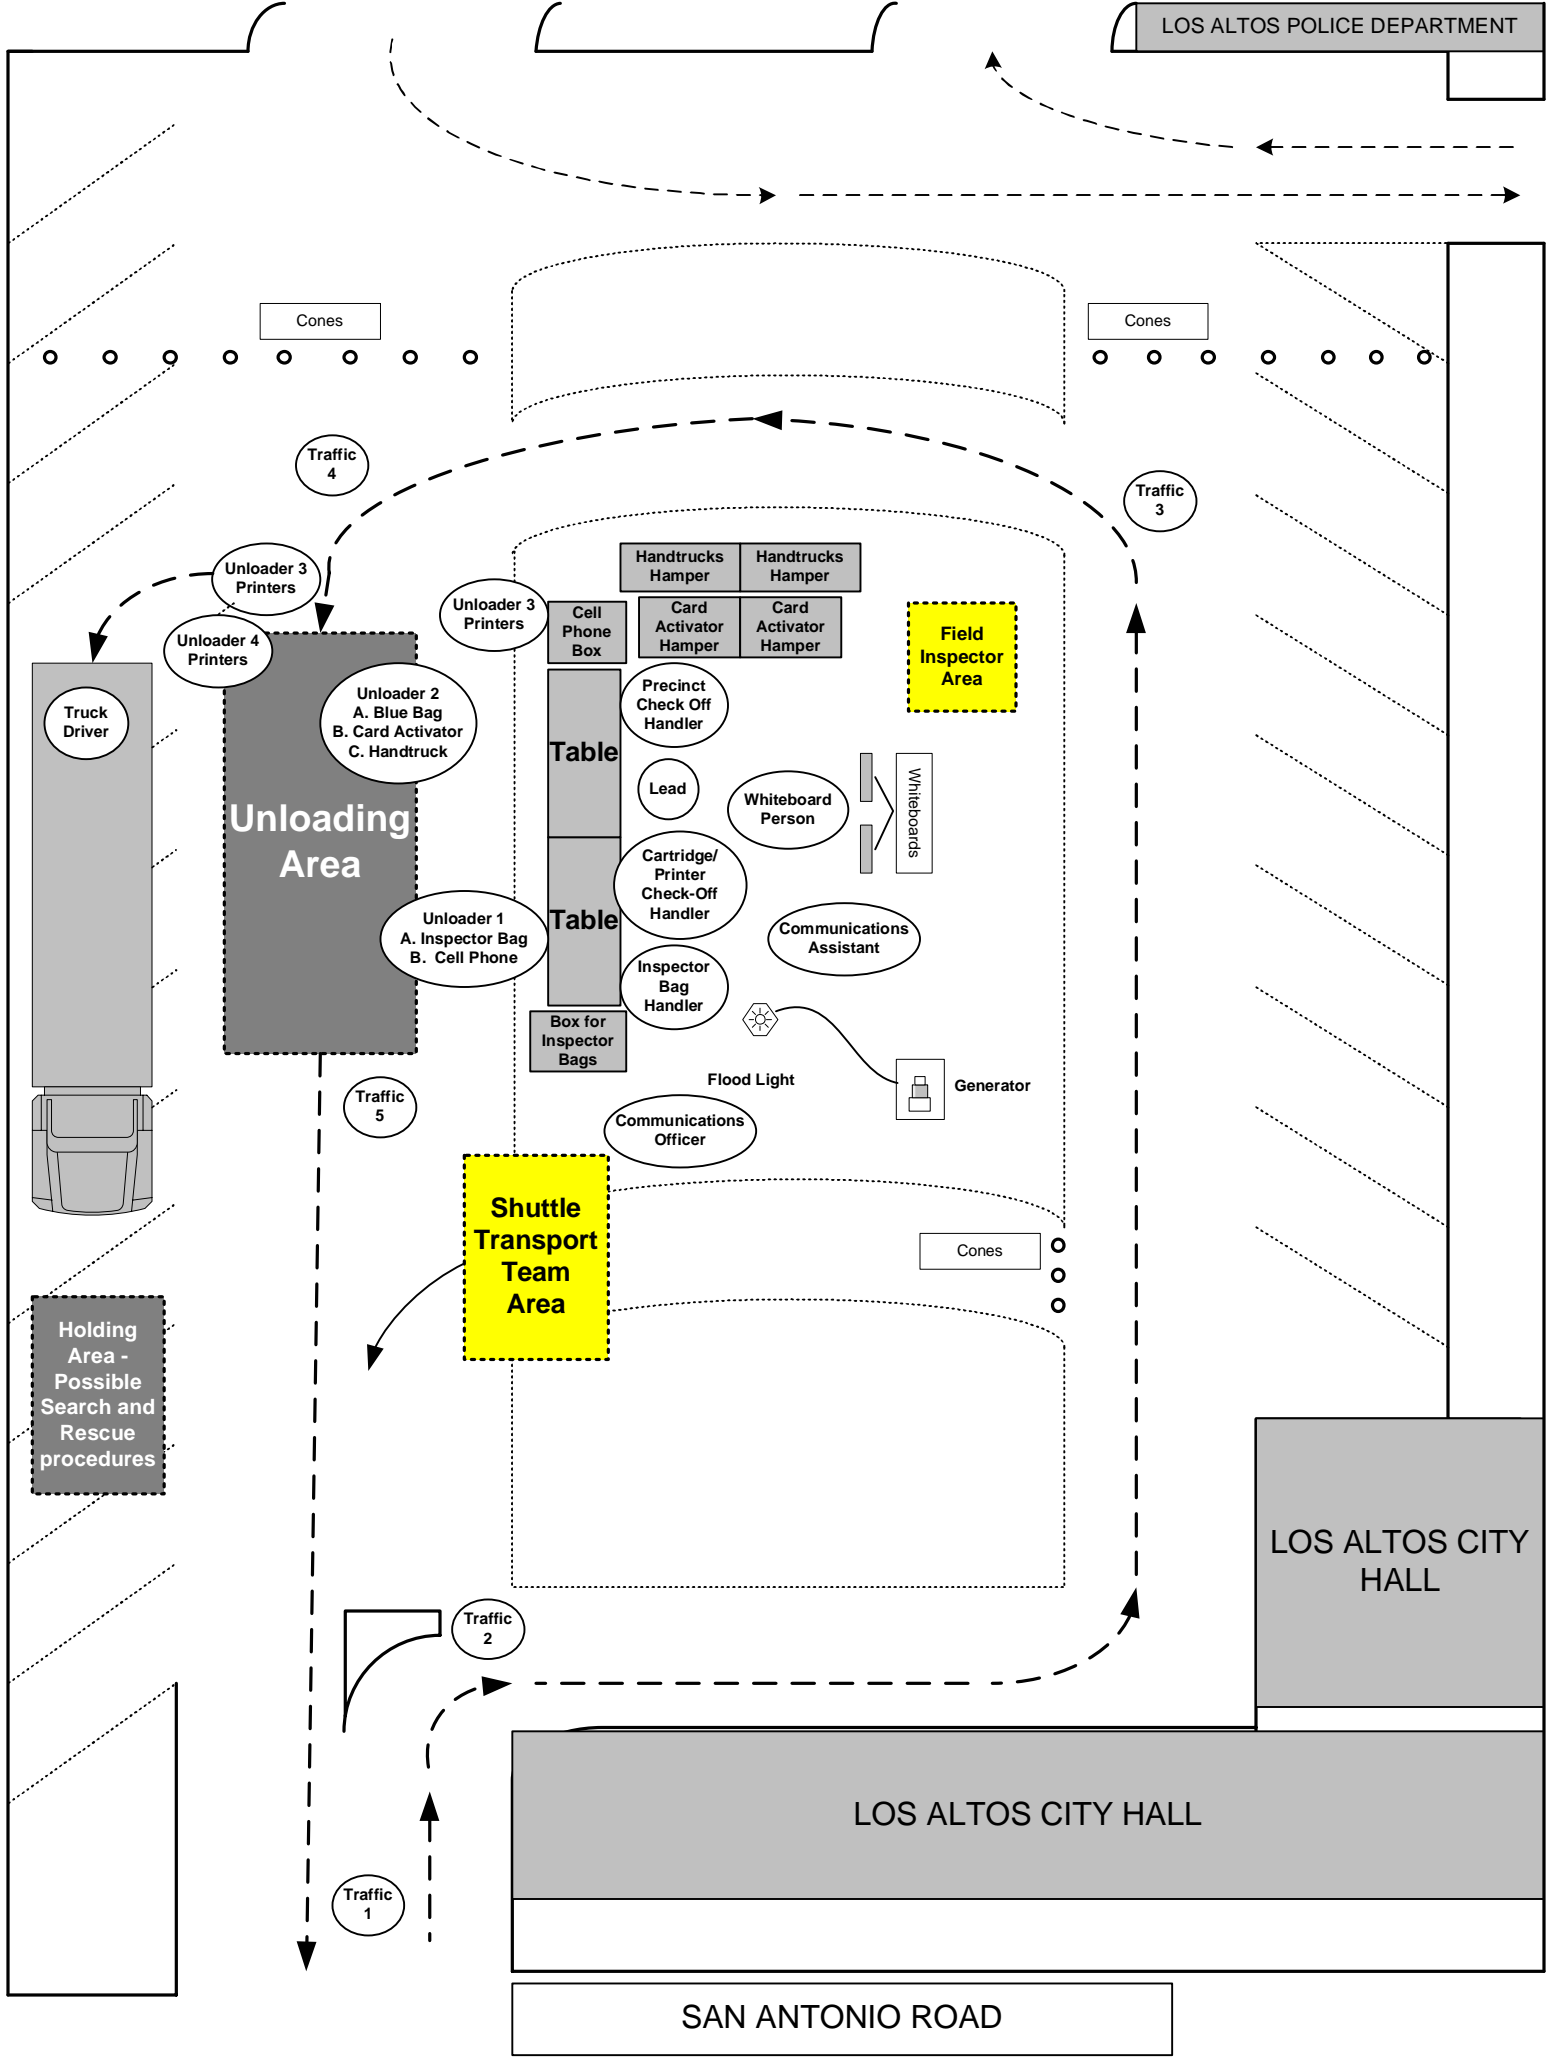 LOS ALTOS POLICE DEPARTMENT
Cones
Cones
Traffic
4
Traffic
3
Unloader 3
Printers
Unloader 4
Printers
Unloader 3
Printers
Handtrucks
Hamper
Handtrucks
Hamper
Cell
Phone
Box
Card
Activator
Hamper
Card
Activator
Hamper
Field
Inspector
Area
Truck
Driver
Unloader 2
A. Blue Bag
B. Card Activator
C. Handtruck
Table
Precinct
Check Off
Handler
Lead
Whiteboard
Person
Whiteboards
Unloading
Area
Unloader 1
A. Inspector Bag
B. Cell Phone
Table
Cartridge/
Printer
Check-Off
Handler
Communications
Assistant
Inspector
Bag
Handler
Box for
Inspector
Bags
Flood Light
Generator
Traffic
5
Communications
Officer
Shuttle
Transport
Team
Area
Cones
Holding
Area -
Possible
Search and
Rescue
procedures
LOS ALTOS CITY
HALL
Traffic
2
LOS ALTOS CITY HALL
Traffic
1
SAN ANTONIO ROAD